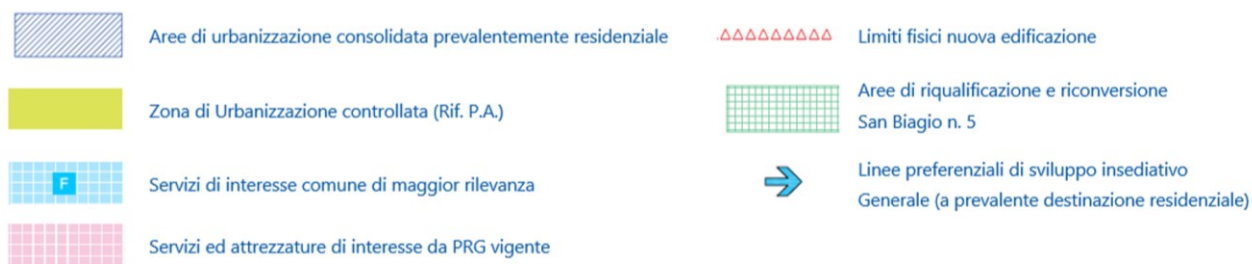 Aree di urbanizzazione consolidata prevalentemente residenziale
Zona di Urbanizzazione controllata (Rif. P.A.)
F
Servizi di interesse comune di maggior rilevanza
Servizi ed attrezzature di interesse da PRG vigente
Limiti fisici nuova edificazione
Aree di riqualificazione e riconversione
San Biagio n. 5
Linee preferenziali di sviluppo insediativo
Generale (a prevalente destinazione residenziale)